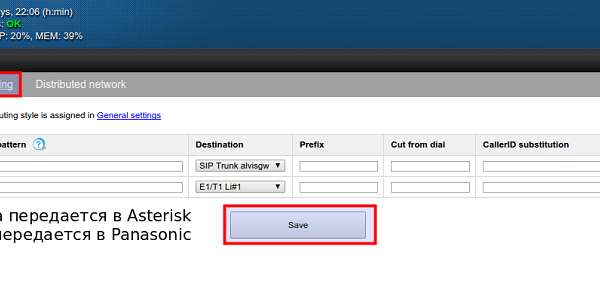 ys, 22:06 (h:min)
: OK
P: 20%, MEM: 39%
ing Distributed network
uting style is assigned in General settings
pattern ? Destination Prefix Cut from dial CallerID substitution
SIP Trunk alvisgw
E1/T1 Li#1
а передается в Asterisk
передается в Panasonic
Save